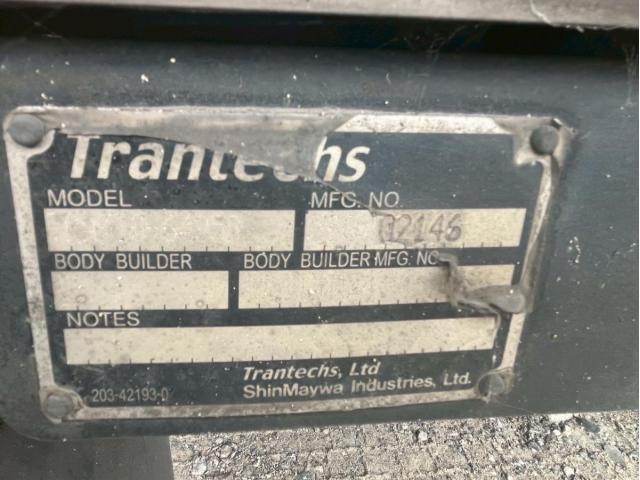 Trantechs
MODEL MFG. NO.
12146
BODY BUILDER BODY BUILDER MFG. NO.
NOTES
Trantechs, Ltd
203-42193-0 ShinMaywa Industries, Ltd.